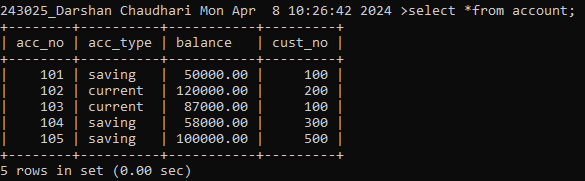 243025_Darshan Chaudhari Mon Apr  8 10:26:42 2024 >select *from account;
+--------+----------+-----------+---------+
| acc_no | acc_type | balance   | cust_no |
+--------+----------+-----------+---------+
|    101 | saving   |  50000.00 |     100 |
|    102 | current  | 120000.00 |     200 |
|    103 | current  |  87000.00 |     100 |
|    104 | saving   |  58000.00 |     300 |
|    105 | saving   | 100000.00 |     500 |
+--------+----------+-----------+---------+
5 rows in set (0.00 sec)